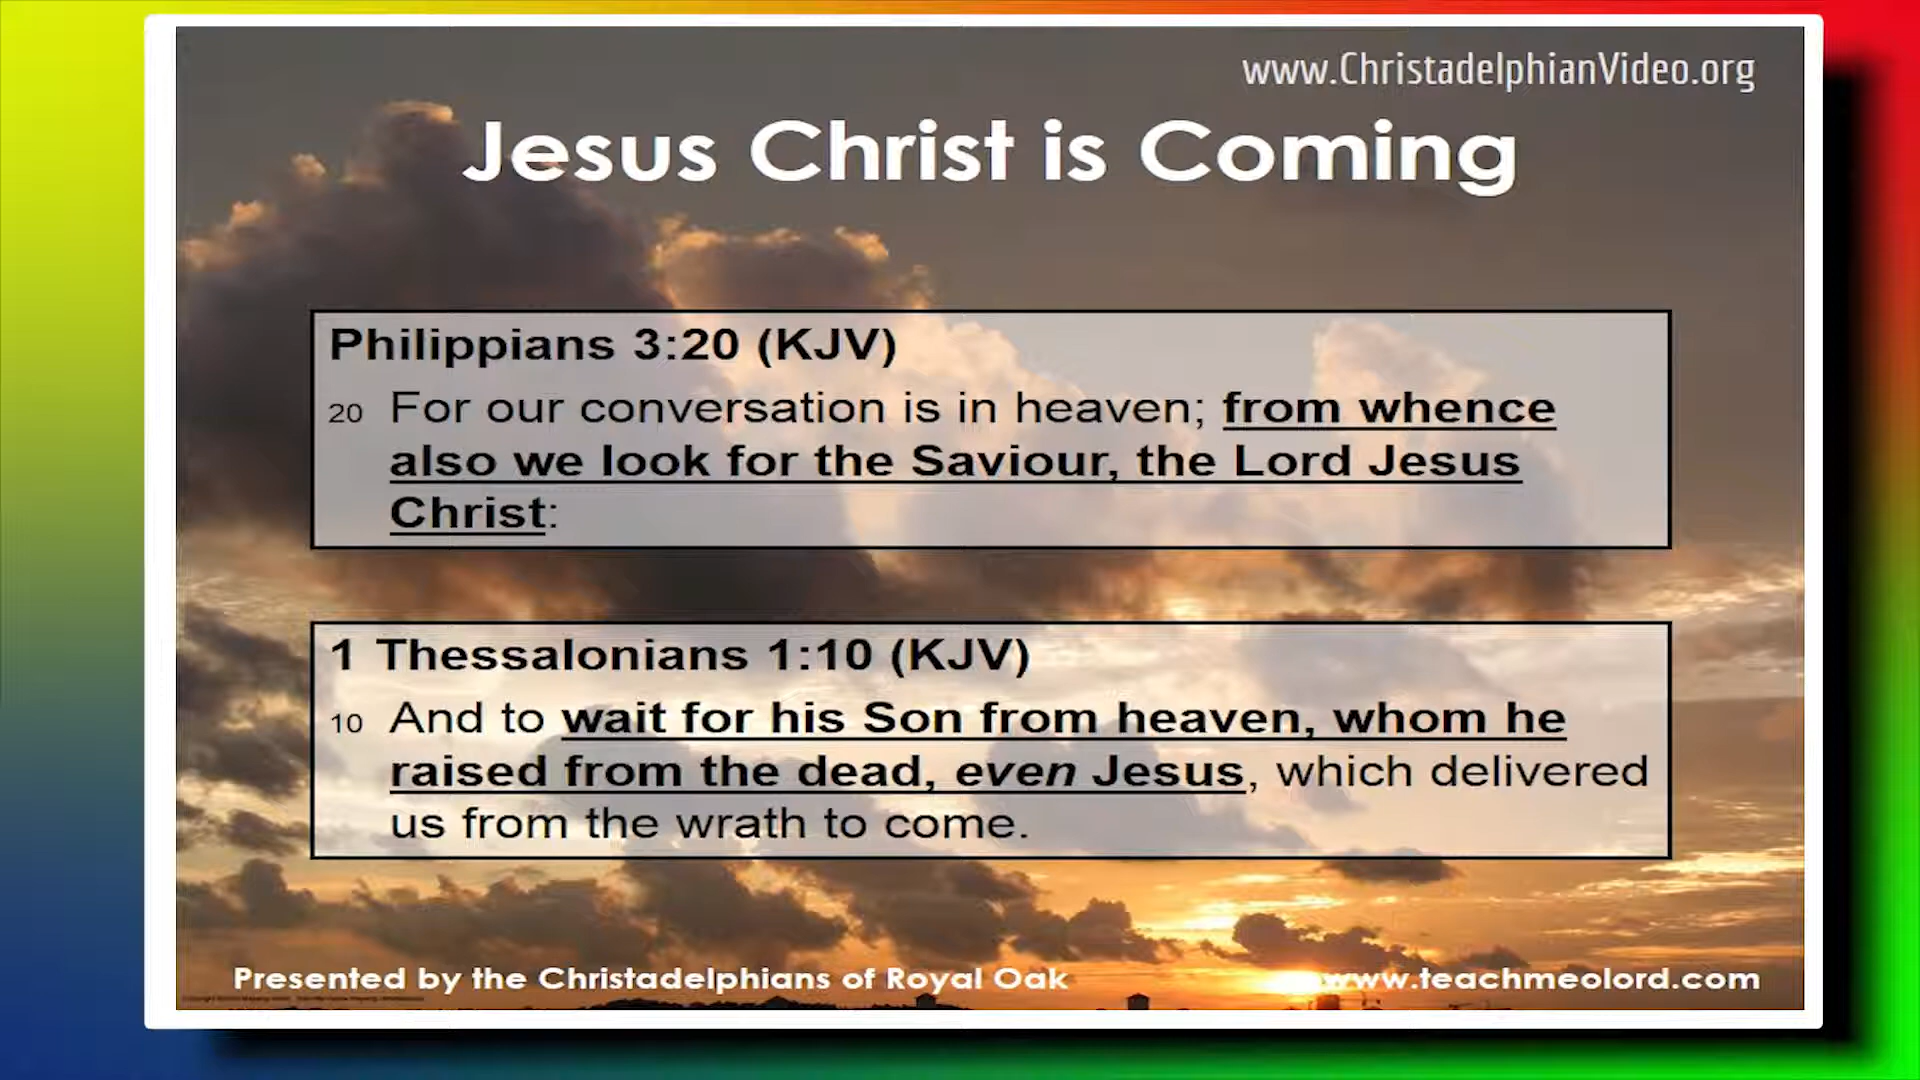 www.ChristadelphianVideo.org
Jesus Christ is Coming
Philippians 3:20 (KJV)
20 For our conversation is in heaven; from whence
also we look for the Saviour, the Lord Jesus
Christ:
1 Thessalonians 1:10 (KJV)
10 And to wait for his Son from heaven, whom he
raised from the dead, even Jesus, which delivered
us from the wrath to come.
Presented by the Christadelphians of Royal Oak
www.teachmeolord.com